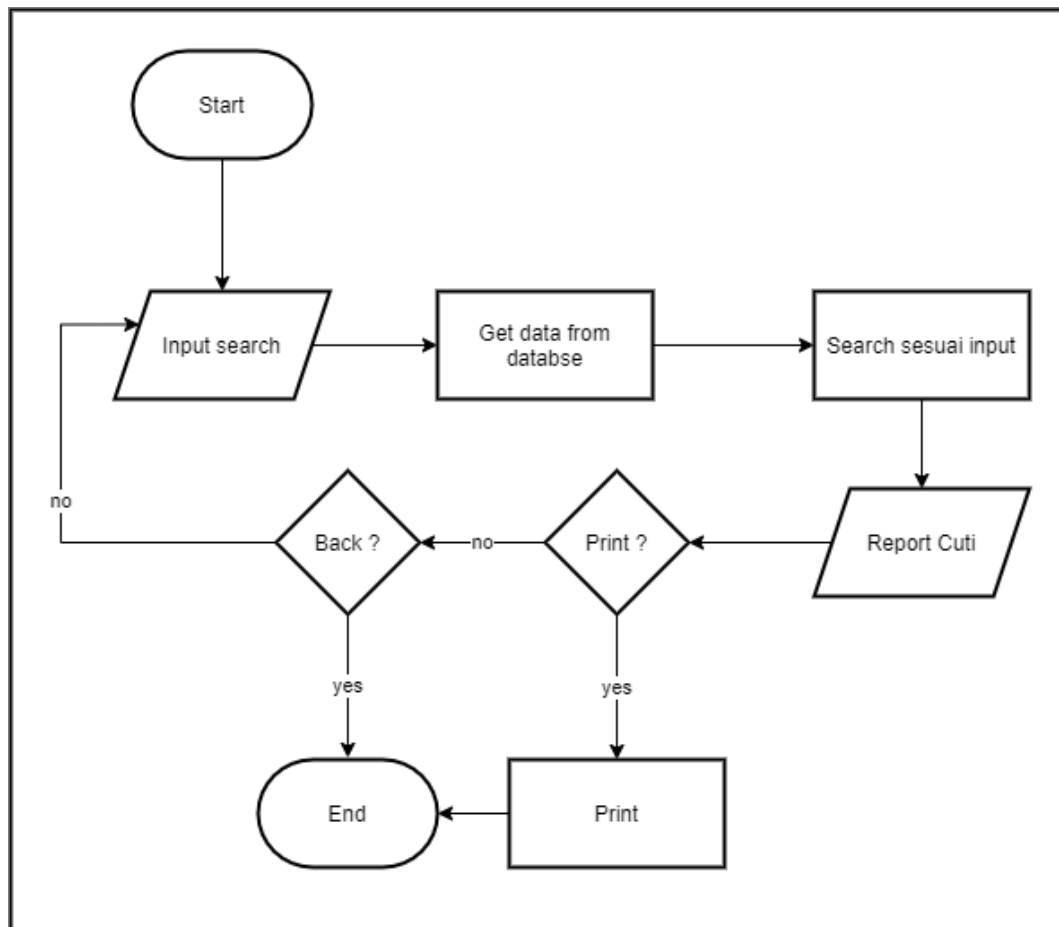 Start
Input search
Get data from
databse
Search sesuai input
no
Back ?
no
Print ?
Report Cuti
yes
yes
End
Print